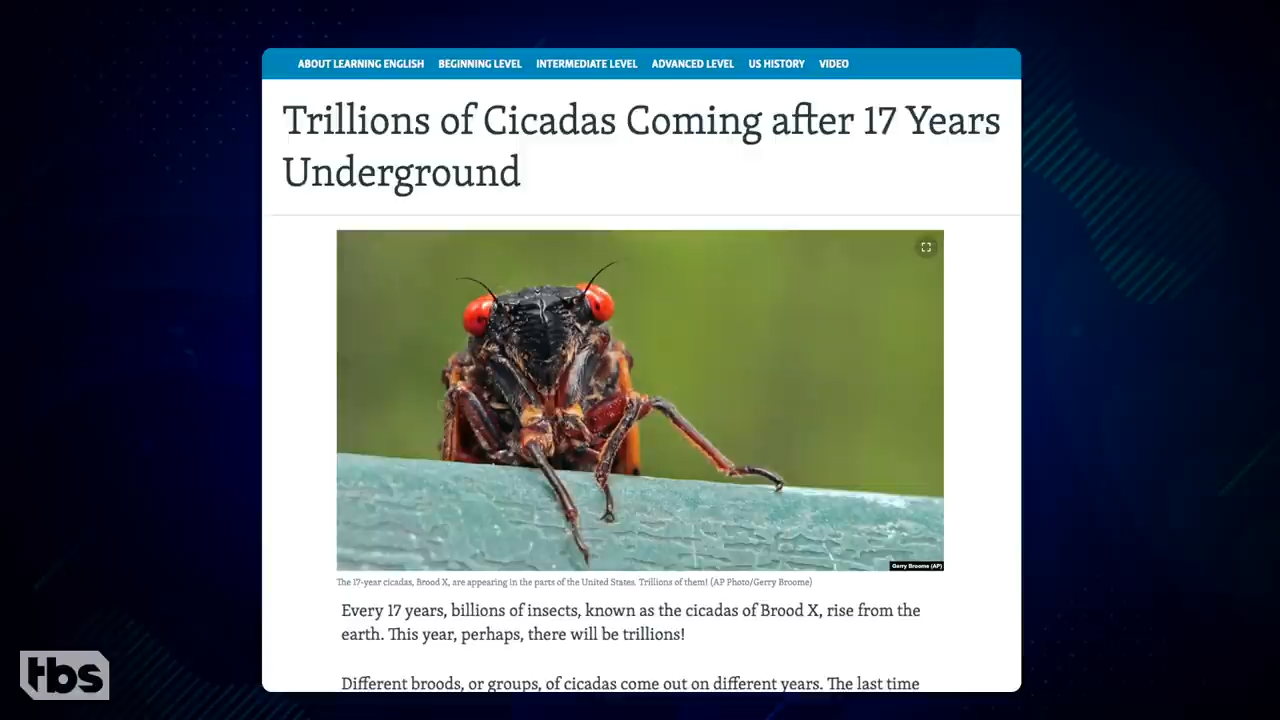 ABOUT LEARNING ENGLISH BEGINNING LEVEL INTERMEDIATE LEVEL ADVANCED LEVEL US HISTORY VIDEO
Trillions of Cicadas Coming after 17 Years
Underground
Gerry Broome (AP)
The 17-year cicadas, Brood X, are appearing in the parts of the United States. Trillions of them! (AP Photo/Gerry Broome)
Every 17 years, billions of insects, known as the cicadas of Brood X, rise from the
earth. This year, perhaps, there will be trillions!
Different broods, or groups, of cicadas come out on different years. The last time
tbs